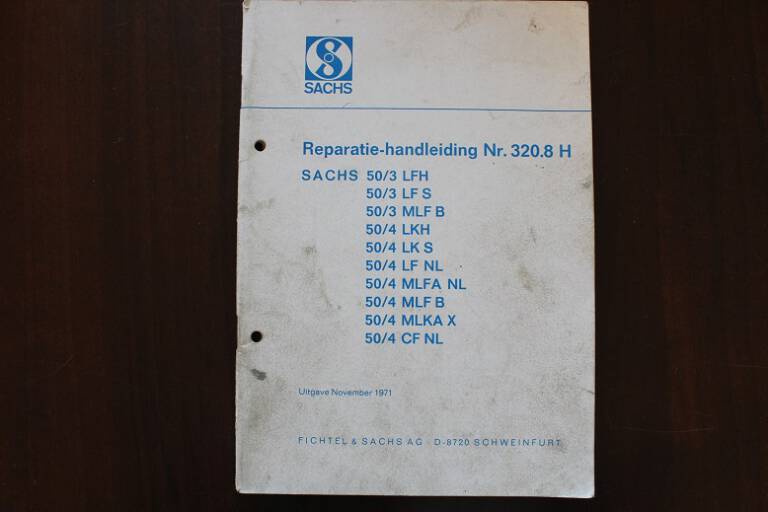 S
SACHS
Reparatie-handleiding Nr. 320.8 H
SACHS 50/3 LFH
50/3 LF S
50/3 MLF B
50/4 LKH
50/4 LK S
50/4 LF NL
50/4 MLFA NL
50/4 MLF B
50/4 MLKA X
50/4 CF NL
Uitgave November 1971
FICHTEL & SACHS AG · D-8720 SCHWEINFURT